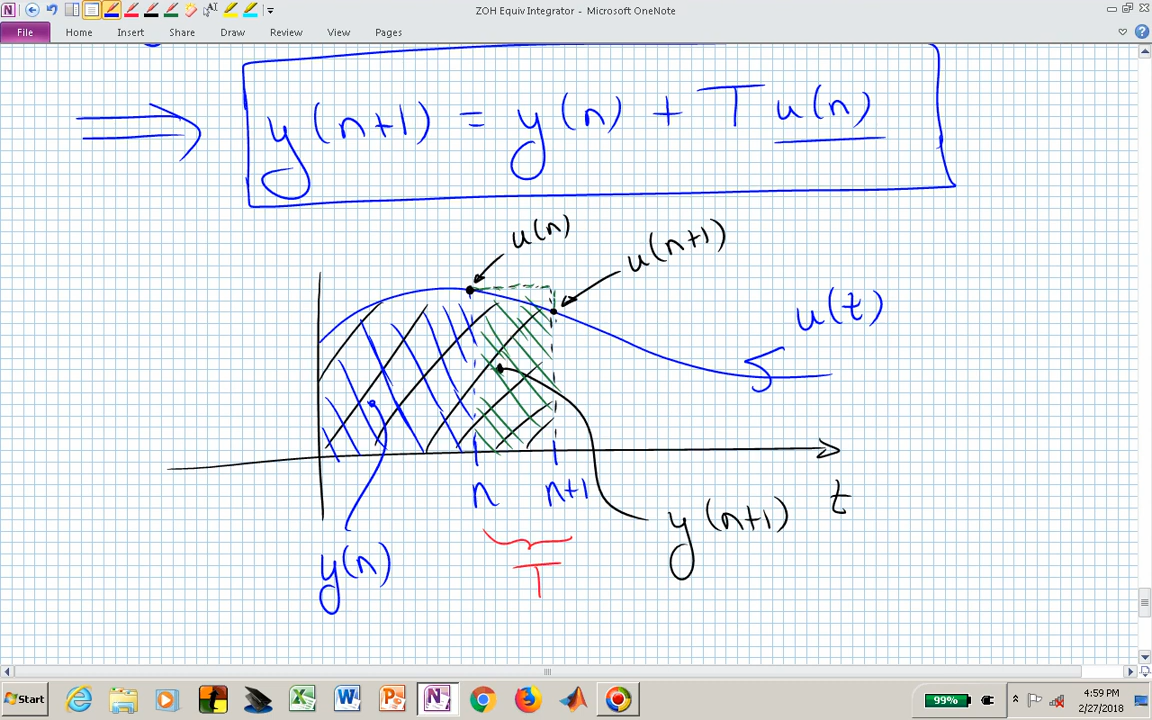 ZOH Equiv Integrator - Microsoft OneNote
File Home Insert Share Draw Review View Pages
⇒ y(n+1) = y(n) + T u(n)
u(n)
u(n+1)
u(t)
n n+1
t
y(n+1)
y(n)
T
Start
99%
4:59 PM
2/27/2018